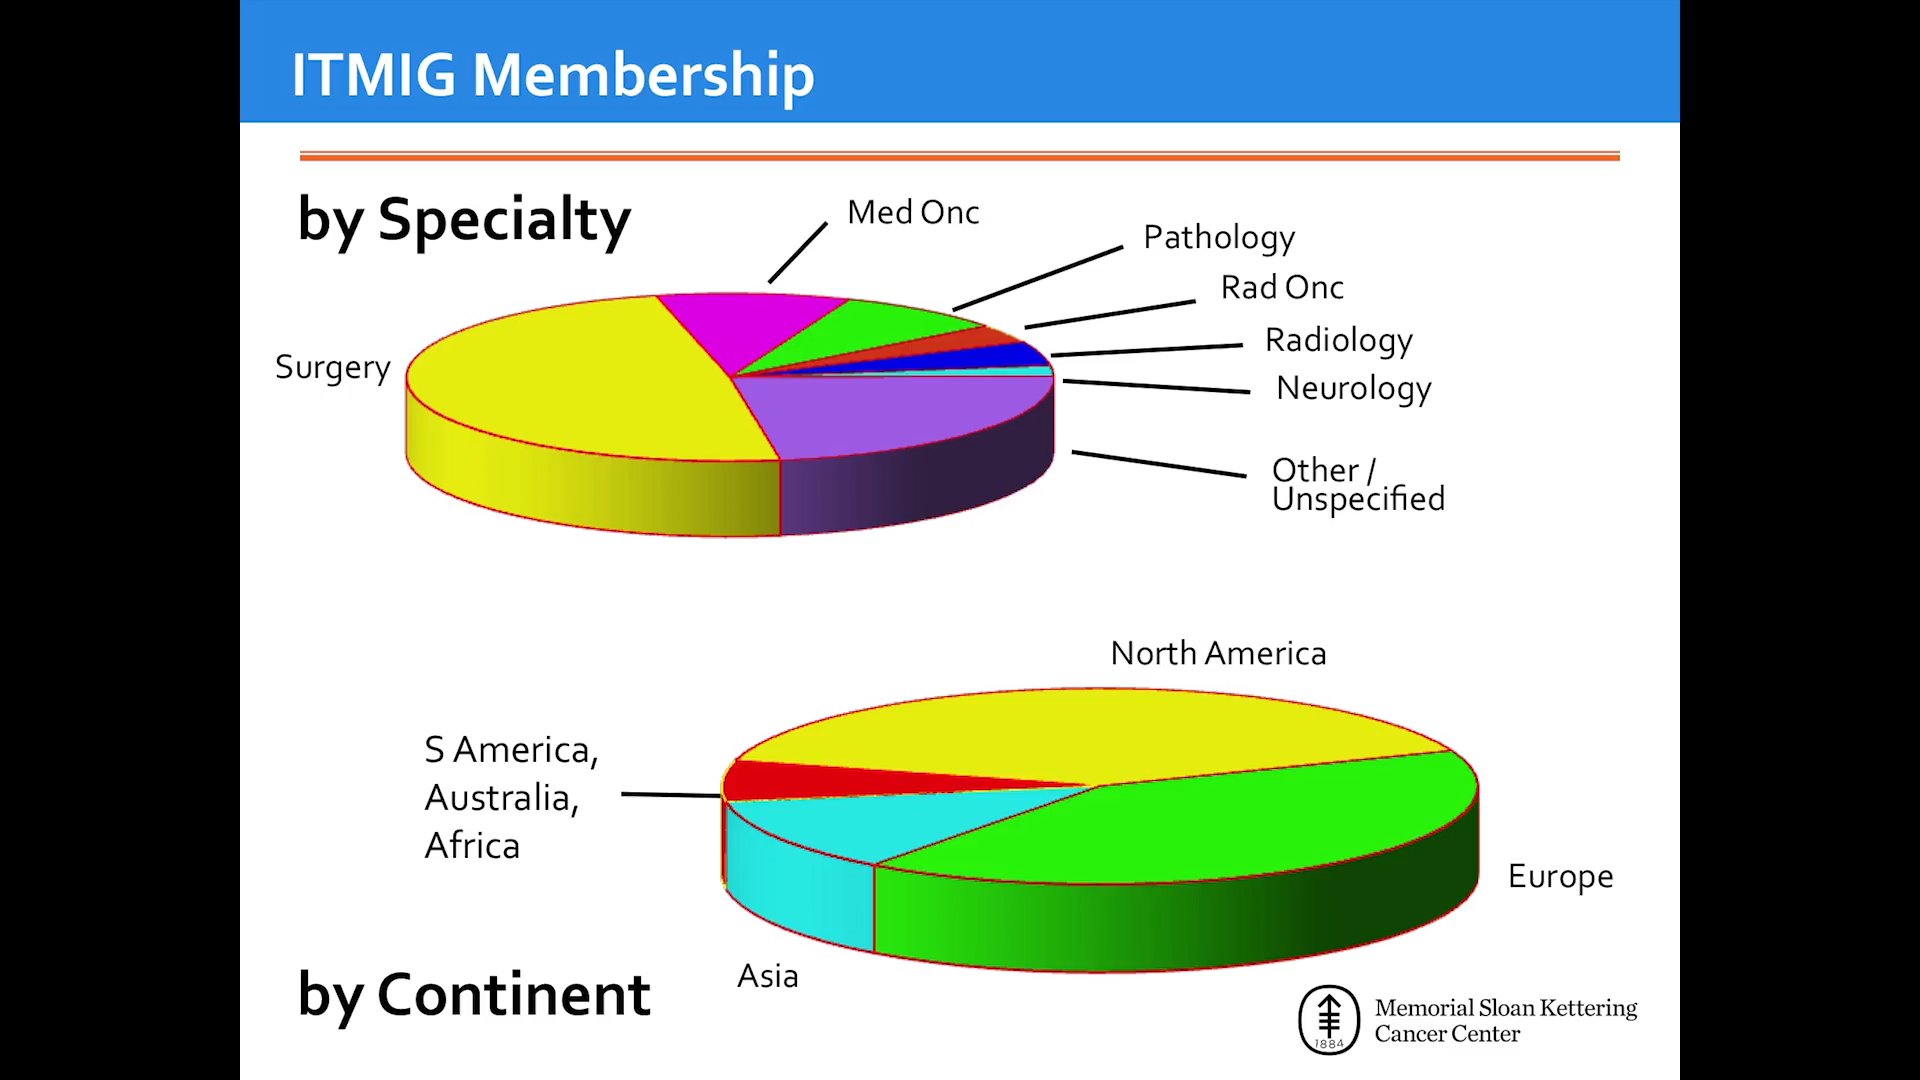 ITMIG Membership
by Specialty
Med Onc
Pathology
Rad Onc
Radiology
Neurology
Surgery
Other /
Unspecified
North America
S America,
Australia,
Africa
Europe
Asia
by Continent
1884
Memorial Sloan Kettering
Cancer Center